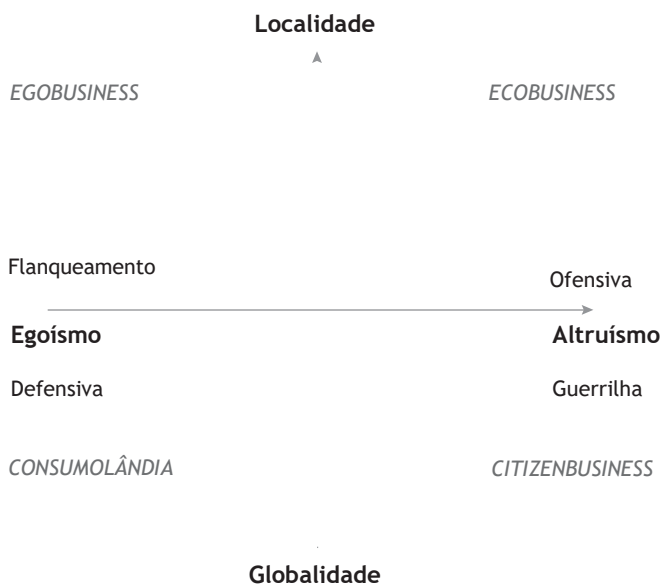 Localidade
EGOBUSINESS
ECOBUSINESS
Flanqueamento
Ofensiva
Egoísmo
Altruísmo
Defensiva
Guerrilha
CONSUMOLÂNDIA
CITIZENBUSINESS
Globalidade